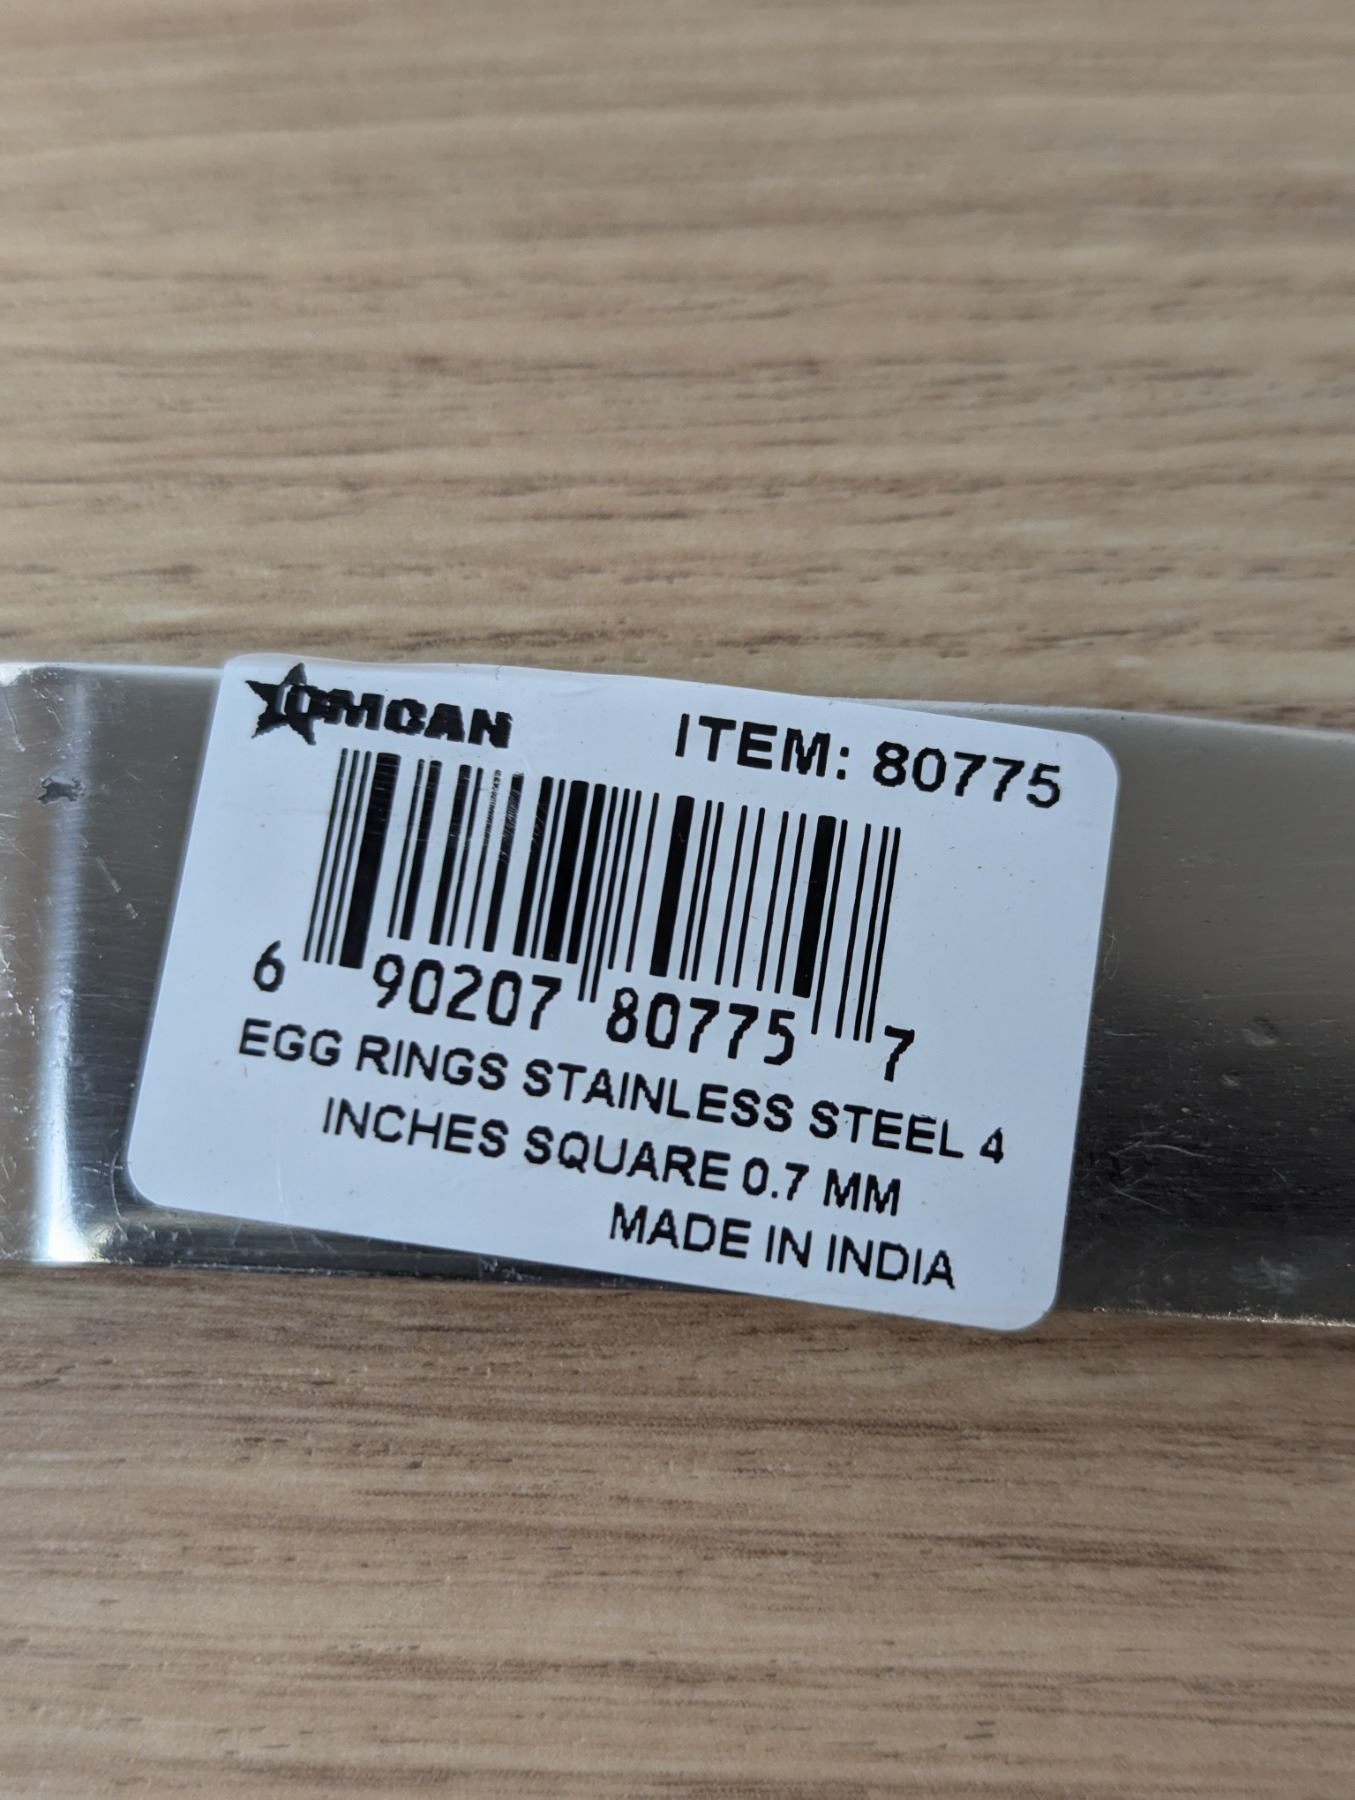 OMCAN
ITEM: 80775
6 90207 80775 7
EGG RINGS STAINLESS STEEL 4
INCHES SQUARE 0.7 MM
MADE IN INDIA